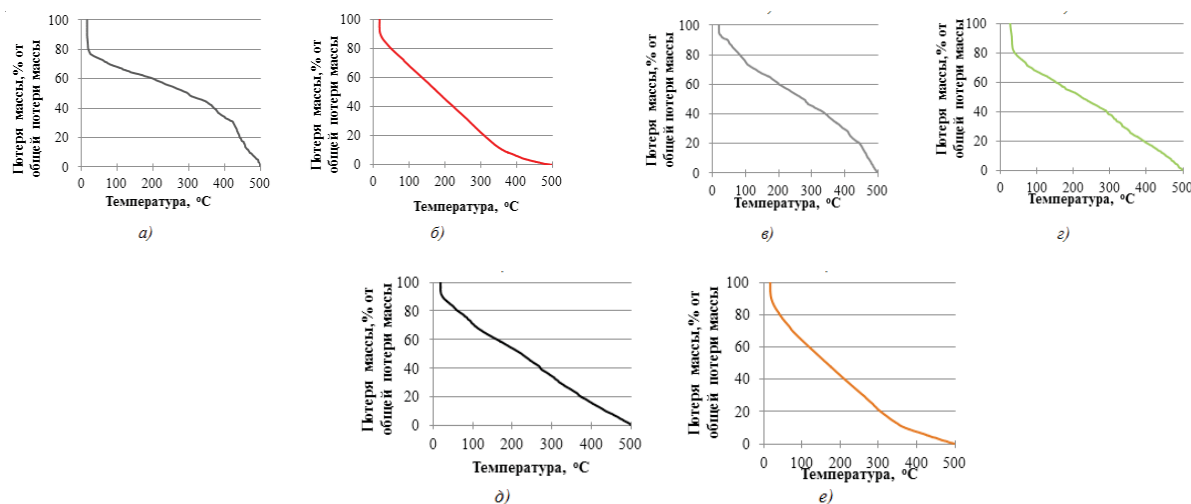 Потеря массы,% от
общей потери массы
100
80
60
40
20
0
0 100 200 300 400 500
Температура, °С
а)
Потеря массы,% от
общей потери массы
100
80
60
40
20
0
0 100 200 300 400 500
Температура, °С
б)
Потеря массы,% от
общей потери массы
100
80
60
40
20
0
0 100 200 300 400 500
Температура, °С
в)
Потеря массы,% от
общей потери массы
100
80
60
40
20
0
0 100 200 300 400 500
Температура, °С
г)
Потеря массы,% от
общей потери массы
100
80
60
40
20
0
0 100 200 300 400 500
Температура, °С
д)
Потеря массы,% от
общей потери массы
100
80
60
40
20
0
0 100 200 300 400 500
Температура, °С
е)